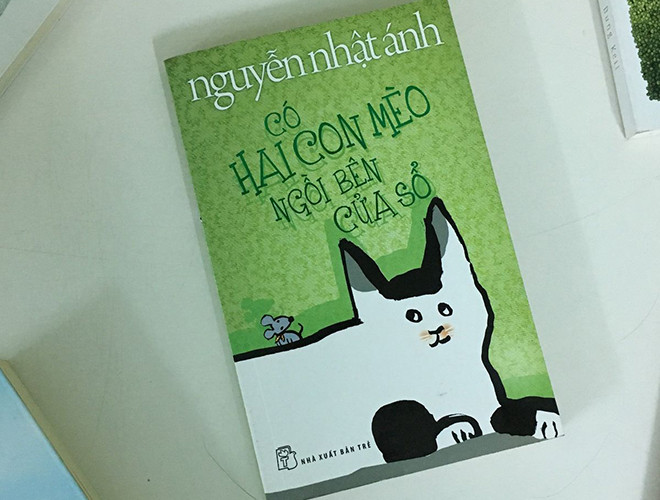 nguyễn nhật ánh
CÓ
HAI CON MÈO
NGỒI BÊN
CỬA SỔ
NHÀ XUẤT BẢN TRẺ